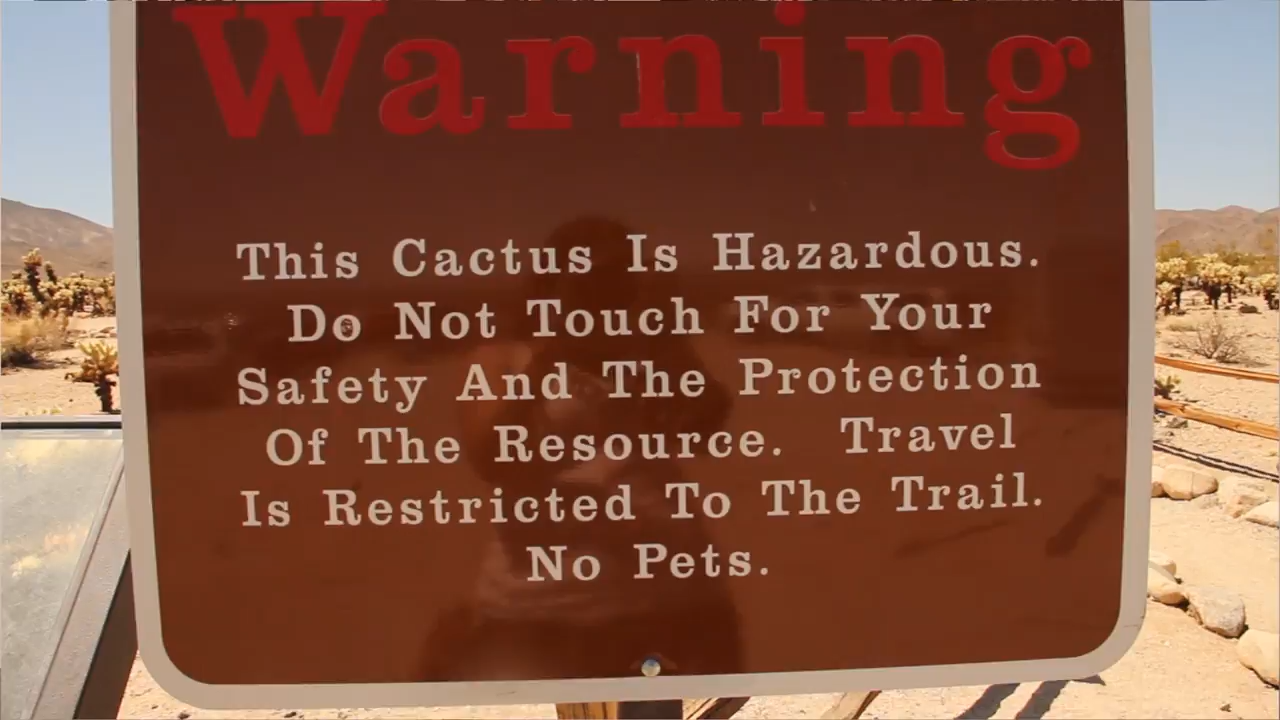 Warning
This Cactus Is Hazardous.
Do Not Touch For Your
Safety And The Protection
Of The Resource. Travel
Is Restricted To The Trail.
No Pets.